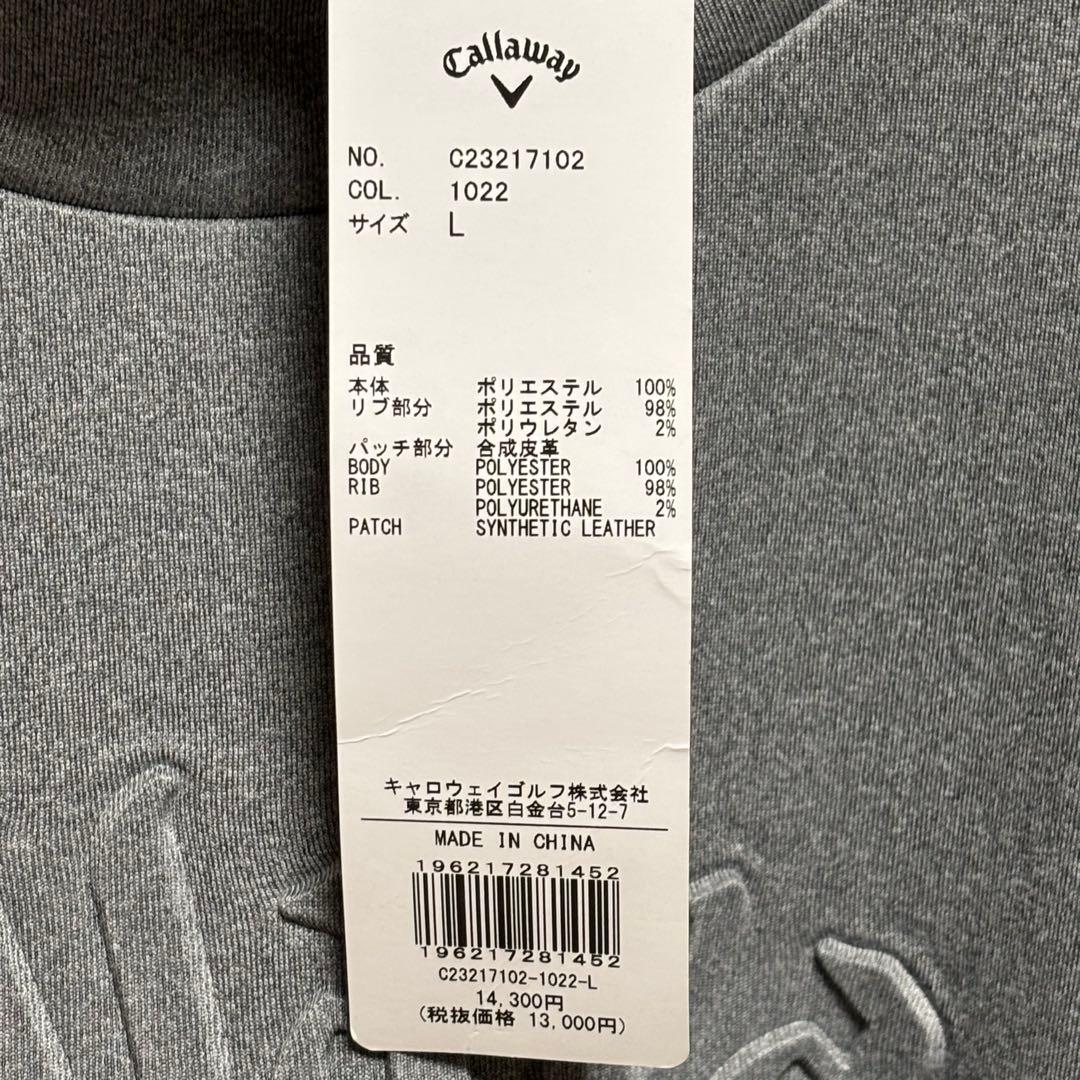 Callaway
NO. C23217102
COL. 1022
サイズ L
品質
本体 ポリエステル 100%
リブ部分 ポリエステル 98%
ポリウレタン 2%
パッチ部分 合成皮革
BODY POLYESTER 100%
RIB POLYESTER 98%
POLYURETHANE 2%
PATCH SYNTHETIC LEATHER
キャロウェイゴルフ株式会社
東京都港区白金台5-12-7
MADE IN CHINA
196217281452
196217281452
C23217102-1022-L
14,300円
(税抜価格 13,000円)